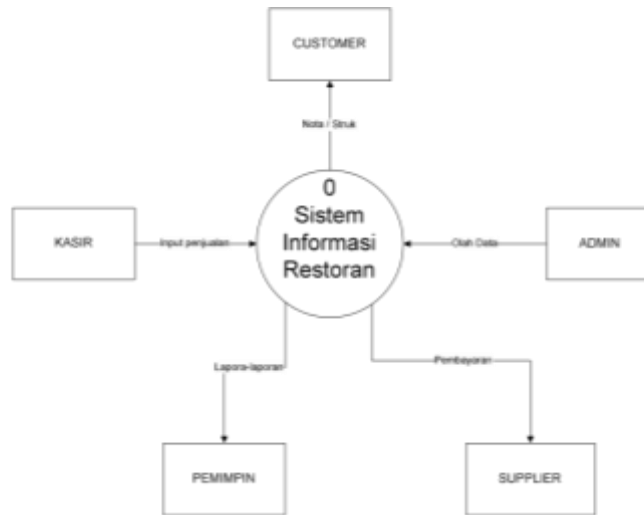 CUSTOMER
Nota / Struk
0
Sistem
Informasi
Restoran
KASIR
Input penjualan
Olah Data
ADMIN
Lapora-laporan
Pembayaran
PEMIMPIN
SUPPLIER